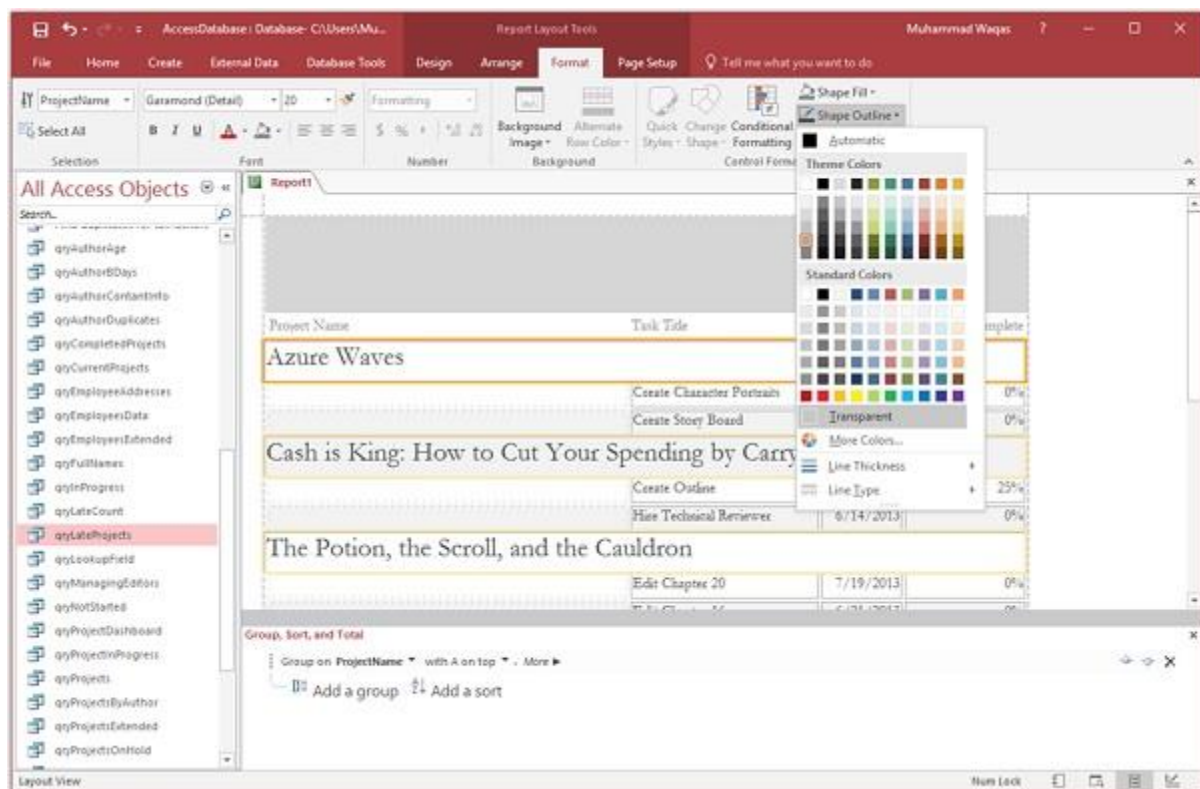 AccessDatabase : Database- C:\Users\Mu... Report Layout Tools Muhammad Waqas ?
File Home Create External Data Database Tools Design Arrange Format Page Setup Tell me what you want to do
ProjectName Garamond (Detail) 20 Formatting Shape Fill
Select All B I U A $ % Background Image Alternate Row Color Quick Styles Change Shape Conditional Formatting Shape Outline
Selection Font Number Background Control Forma
Automatic
Theme Colors
Standard Colors
Transparent
More Colors...
Line Thickness
Line Type
All Access Objects
Search...
qryAuthorAge
qryAuthorBDays
qryAuthorContantInfo
qryAuthorDuplicates
qryCompletedProjects
qryCurrentProjects
qryEmployeeAddresses
qryEmployeesData
qryEmployeesExtended
qryFullNames
qryInProgress
qryLateCount
qryLateProjects
qryLookupField
qryManagingEditors
qryNotStarted
qryProjectDashboard
qryProjectInProgress
qryProjects
qryProjectsByAuthor
qryProjectsExtended
qryProjectsOnHold
Report1
Project Name Task Title mplete
Azure Waves
Create Character Portraits 0%
Create Story Board 0%
Cash is King: How to Cut Your Spending by Carry
Create Outline 25%
Hire Technical Reviewer 6/14/2013 0%
The Potion, the Scroll, and the Cauldron
Edit Chapter 20 7/19/2013 0%
Group, Sort, and Total
Group on ProjectName with A on top , More
Add a group Add a sort
Layout View Num Lock